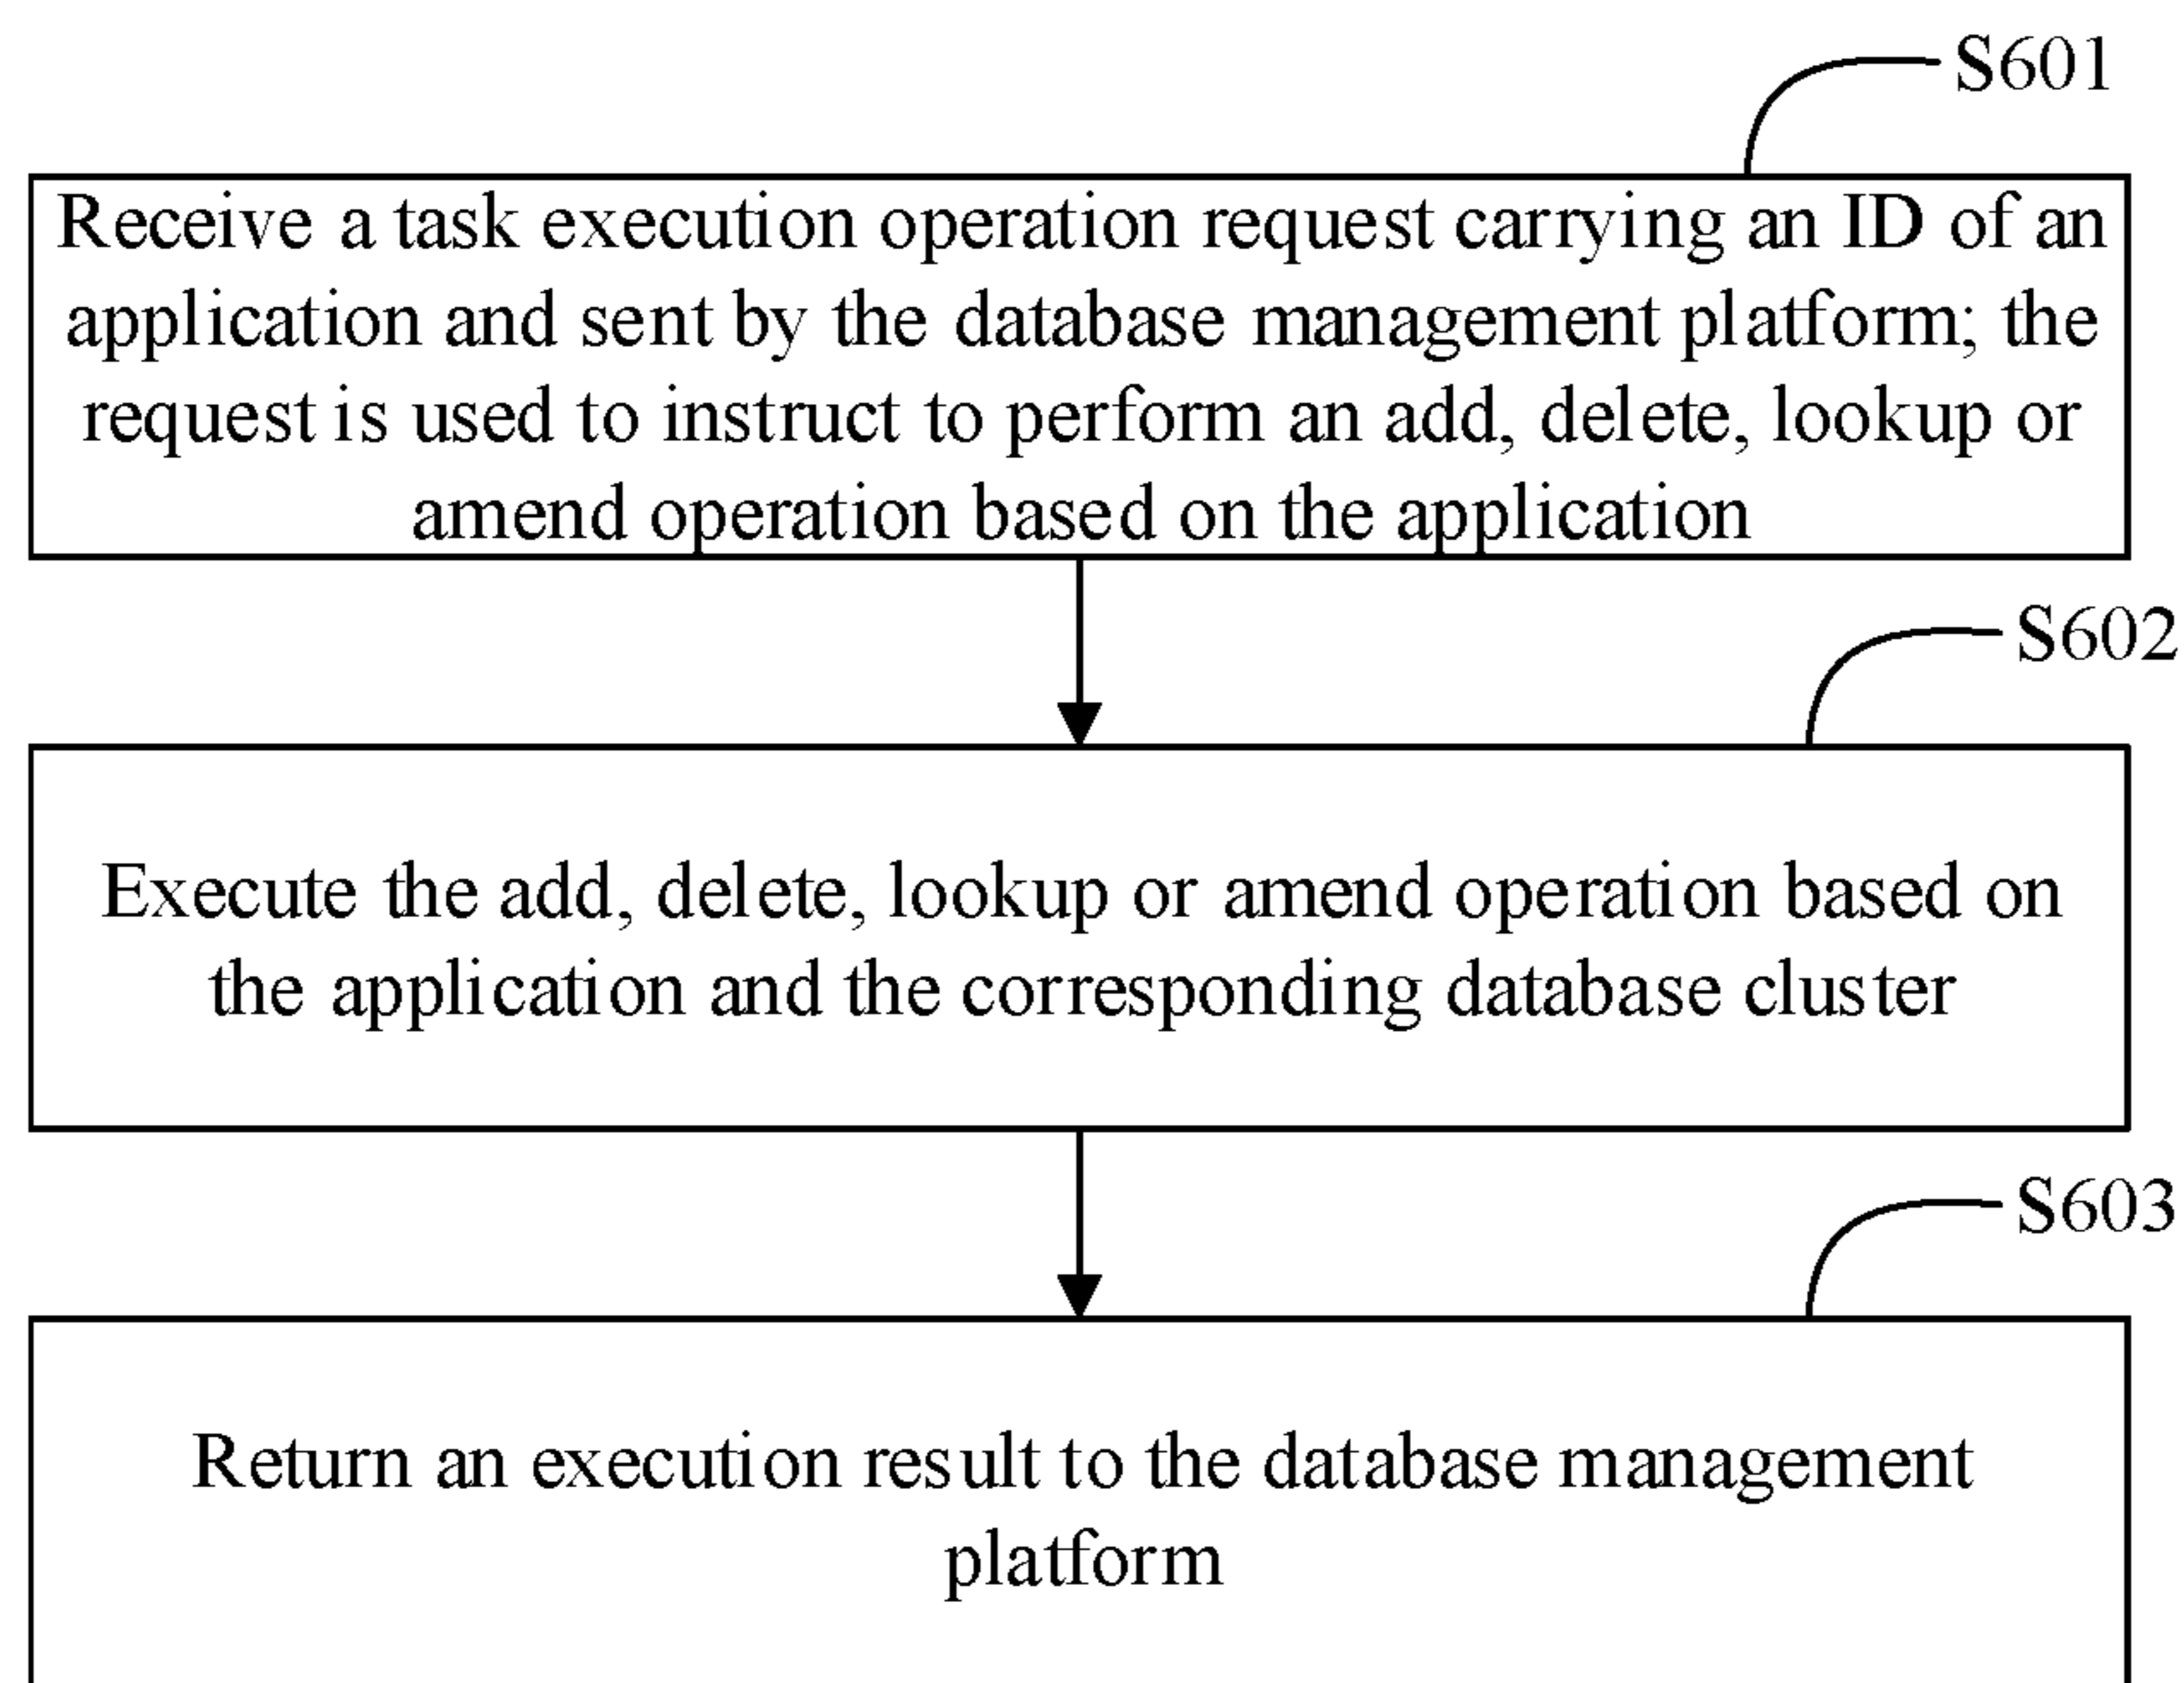 S601
Receive a task execution operation request carrying an ID of an
application and sent by the database management platform; the
request is used to instruct to perform an add, delete, lookup or
amend operation based on the application
S602
Execute the add, delete, lookup or amend operation based on
the application and the corresponding database cluster
S603
Return an execution result to the database management
platform